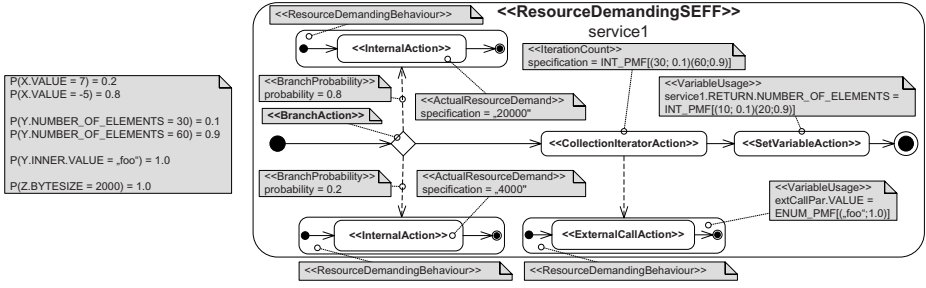 P(X.VALUE = 7) = 0.2
P(X.VALUE = -5) = 0.8
P(Y.NUMBER_OF_ELEMENTS = 30) = 0.1
P(Y.NUMBER_OF_ELEMENTS = 60) = 0.9
P(Y.INNER.VALUE = „foo“) = 1.0
P(Z.BYTESIZE = 2000) = 1.0
<<ResourceDemandingSEFF>>
service1
<<ResourceDemandingBehaviour>>
<<InternalAction>>
<<IterationCount>>
specification = INT_PMF[(30; 0.1)(60;0.9)]
<<BranchProbability>>
probability = 0.8
<<ActualResourceDemand>>
specification = „20000“
<<VariableUsage>>
service1.RETURN.NUMBER_OF_ELEMENTS =
INT_PMF[(10; 0.1)(20;0.9)]
<<BranchAction>>
<<CollectionIteratorAction>>
<<SetVariableAction>>
<<BranchProbability>>
probability = 0.2
<<ActualResourceDemand>>
specification = „4000“
<<VariableUsage>>
extCallPar.VALUE =
ENUM_PMF[(„foo“;1.0)]
<<InternalAction>>
<<ExternalCallAction>>
<<ResourceDemandingBehaviour>>
<<ResourceDemandingBehaviour>>